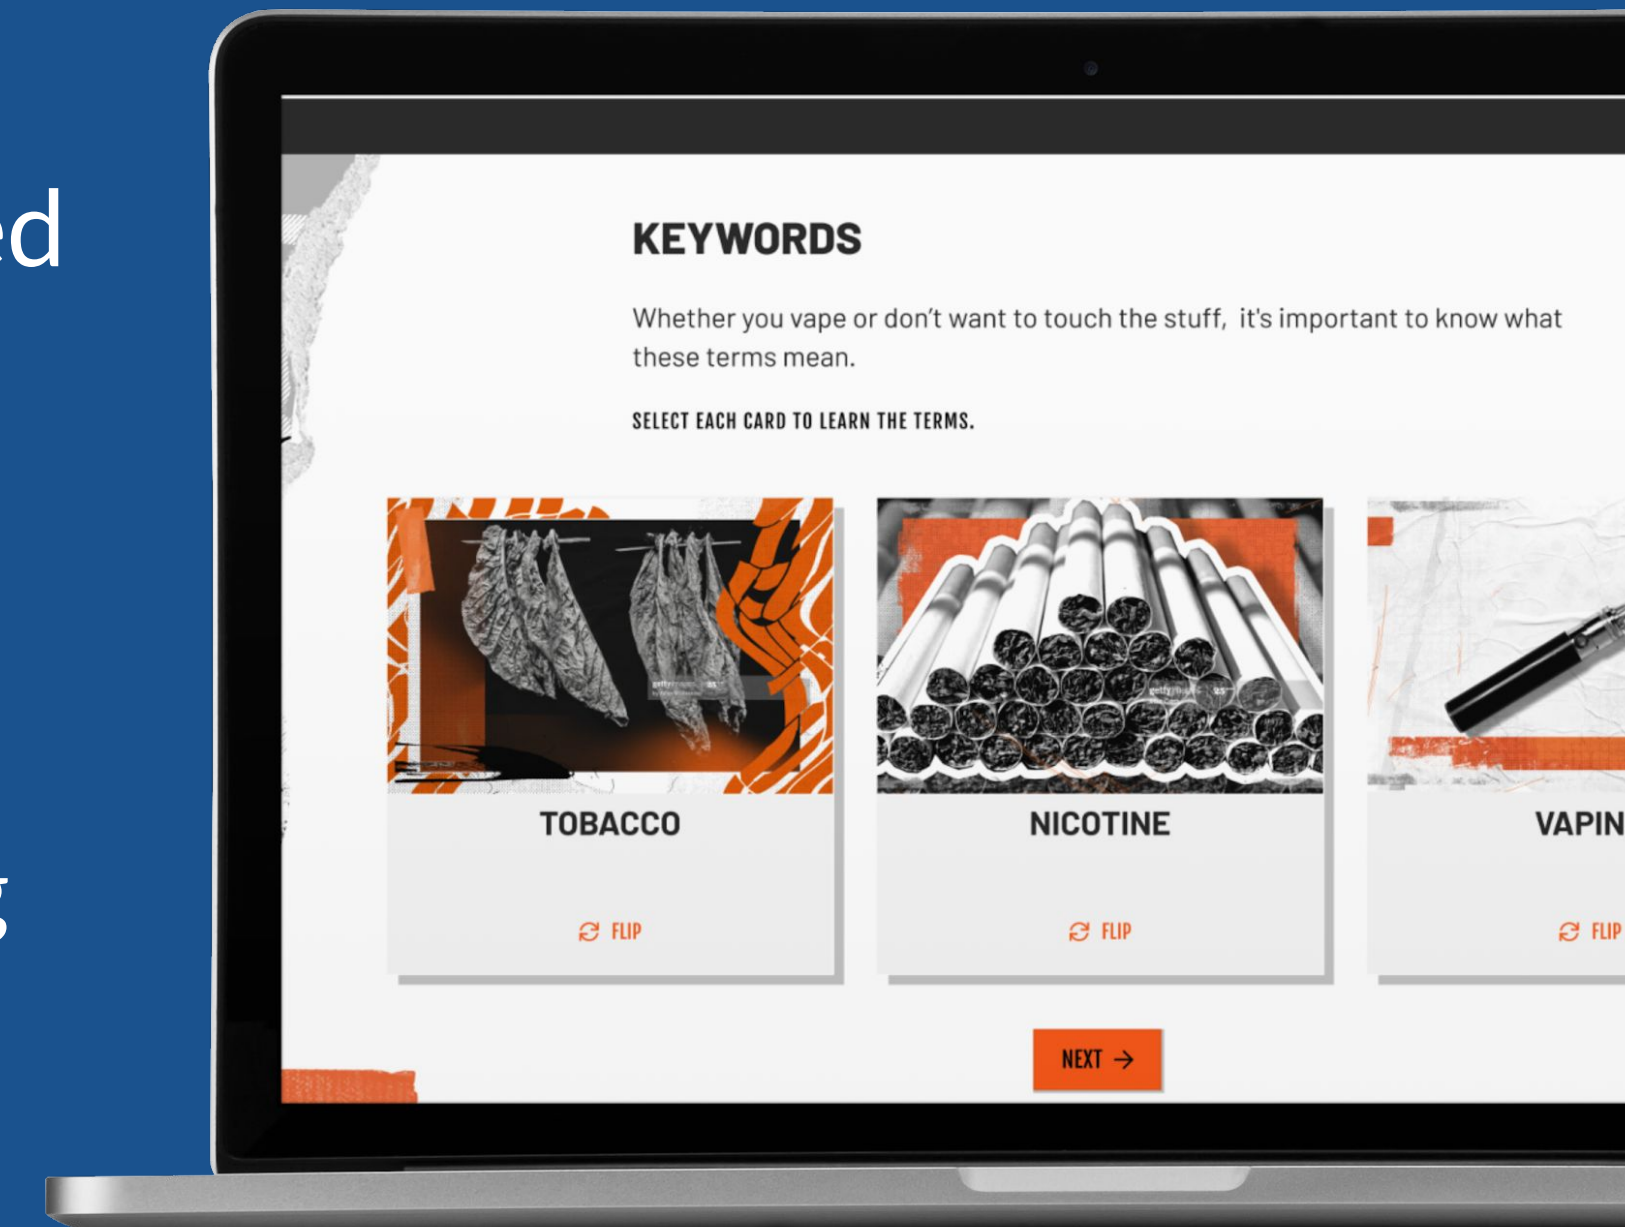 ed
g
KEYWORDS
Whether you vape or don't want to touch the stuff, it's important to know what
these terms mean.
SELECT EACH CARD TO LEARN THE TERMS.
TOBACCO
NICOTINE
VAPIN
FLIP
FLIP
FLIP
NEXT →